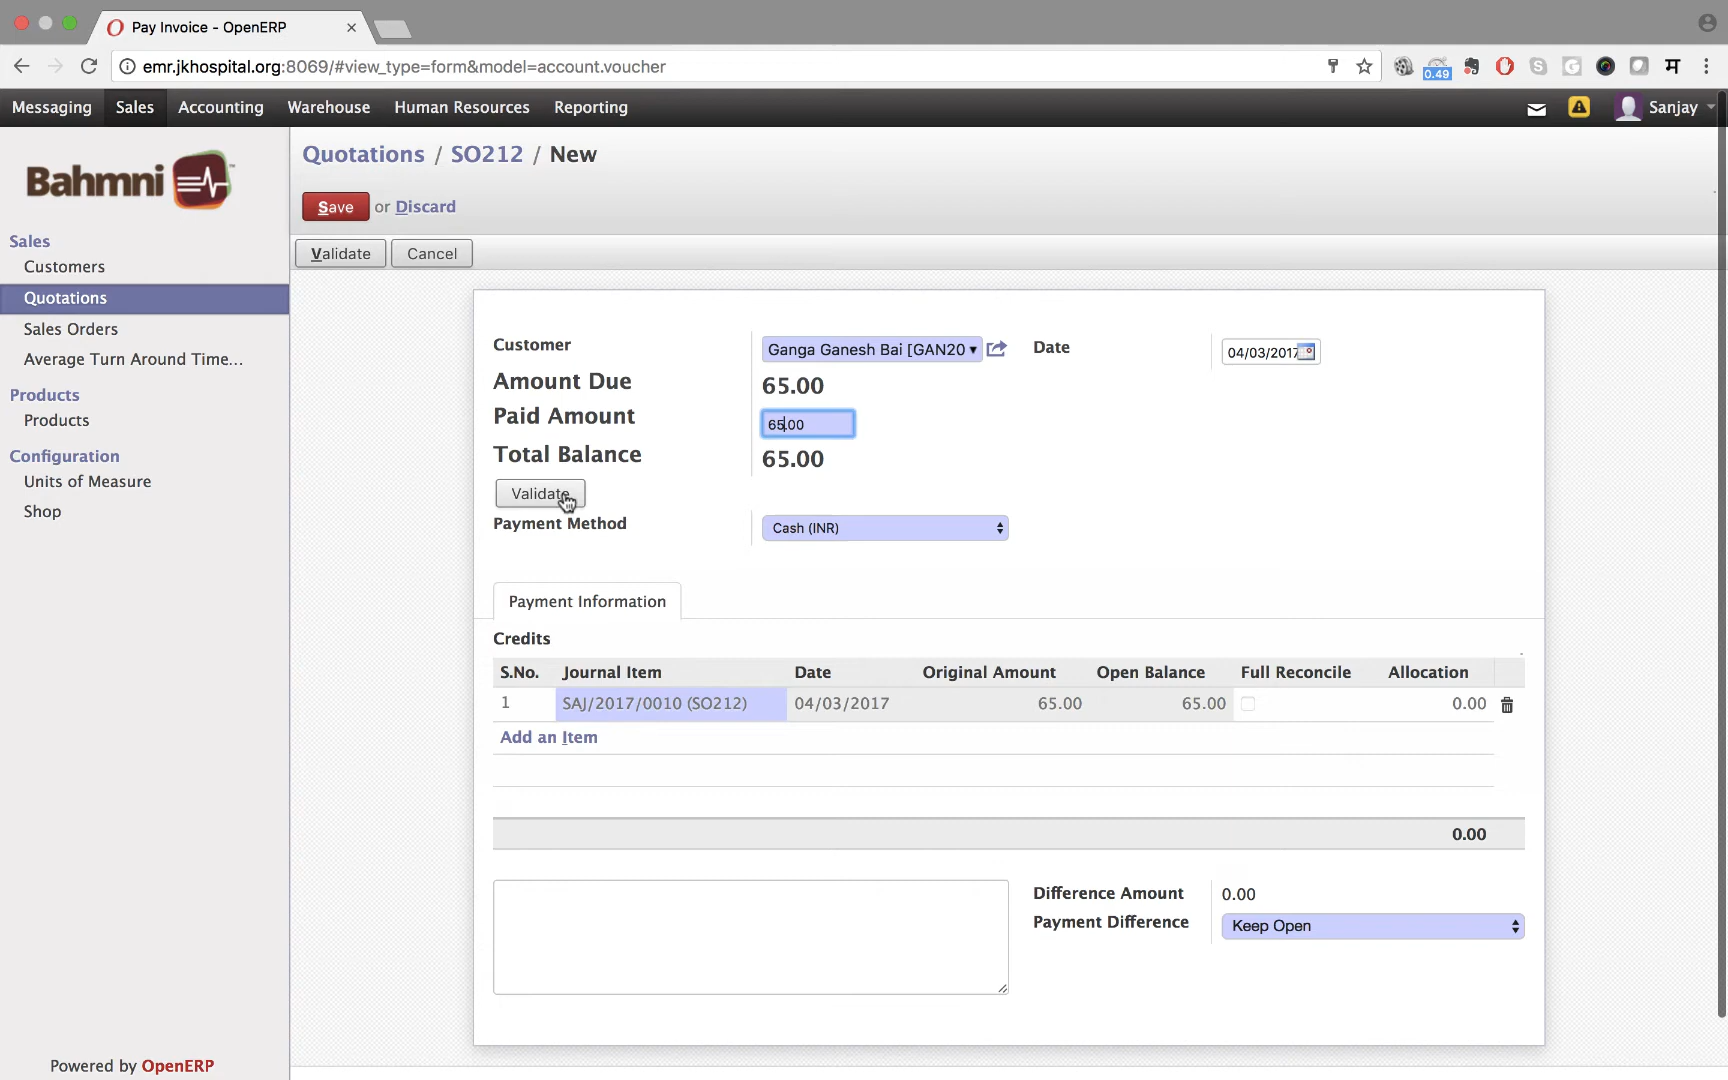 Pay Invoice - OpenERP
emr.jkhospital.org:8069/#view_type=form&model=account.voucher
0.49
म
Messaging Sales Accounting Warehouse Human Resources Reporting Sanjay
Bahmni
Quotations / SO212 / New
Save or Discard
Validate Cancel
Sales
Customers
Quotations
Sales Orders
Average Turn Around Time...
Products
Products
Configuration
Units of Measure
Shop
Powered by OpenERP
Customer Ganga Ganesh Bai [GAN20 Date 04/03/2017
Amount Due 65.00
Paid Amount 65.00
Total Balance 65.00
Validate
Payment Method Cash (INR)
Payment Information
Credits
S.No. Journal Item Date Original Amount Open Balance Full Reconcile Allocation
1 SAJ/2017/0010 (SO212) 04/03/2017 65.00 65.00 0.00
Add an Item
0.00
Difference Amount 0.00
Payment Difference Keep Open